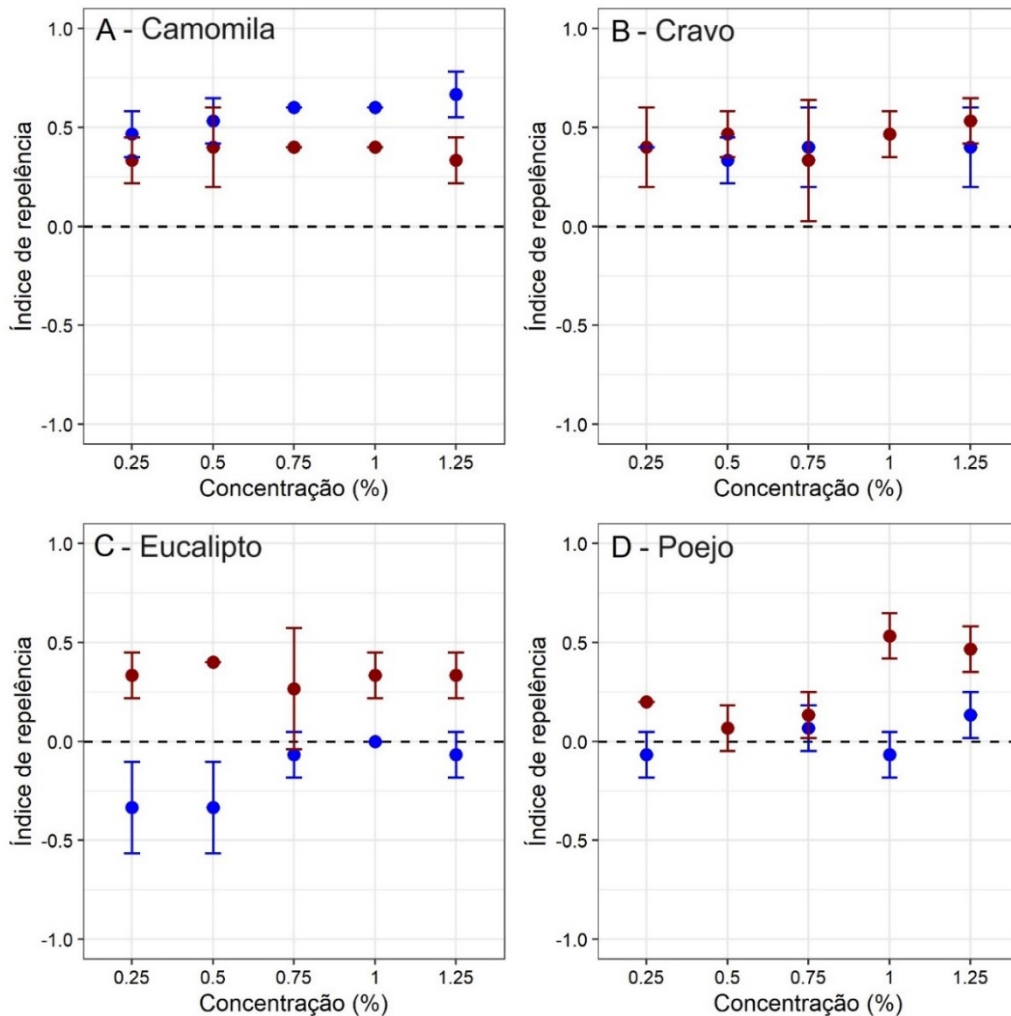 A - Camomila
1.0
0.5
0.0
-0.5
-1.0
Índice de repelência
0.25 0.5 0.75 1 1.25
Concentração (%)
B - Cravo
1.0
0.5
0.0
-0.5
-1.0
Índice de repelência
0.25 0.5 0.75 1 1.25
Concentração (%)
C - Eucalipto
1.0
0.5
0.0
-0.5
-1.0
Índice de repelência
0.25 0.5 0.75 1 1.25
Concentração (%)
D - Poejo
1.0
0.5
0.0
-0.5
-1.0
Índice de repelência
0.25 0.5 0.75 1 1.25
Concentração (%)